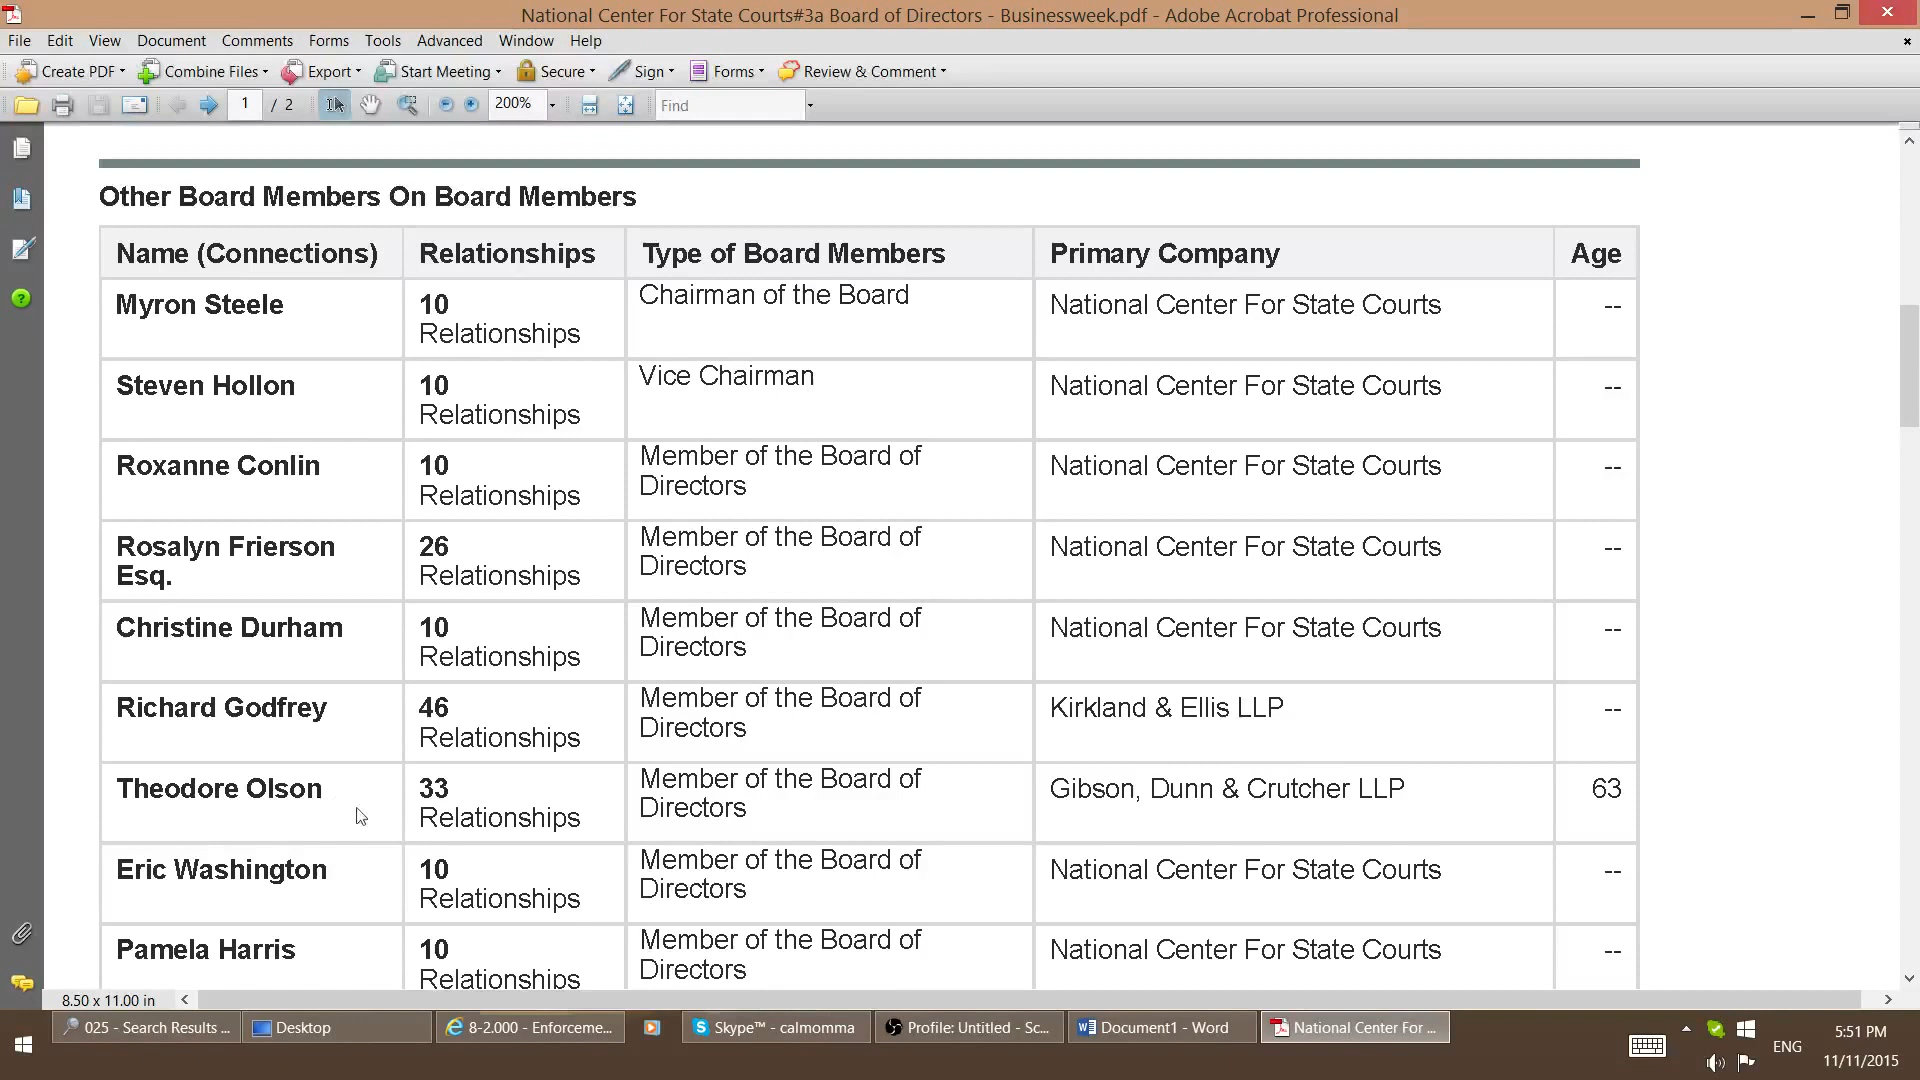 National Center For State Courts#3a Board of Directors - Businessweek.pdf - Adobe Acrobat Professional
File Edit View Document Comments Forms Tools Advanced Window Help
Create PDF Combine Files Export Start Meeting Secure Sign Forms Review & Comment
1 / 2 200% Find
Other Board Members On Board Members
Name (Connections) Relationships Type of Board Members Primary Company Age
Myron Steele 10 Relationships Chairman of the Board National Center For State Courts --
Steven Hollon 10 Relationships Vice Chairman National Center For State Courts --
Roxanne Conlin 10 Relationships Member of the Board of Directors National Center For State Courts --
Rosalyn Frierson Esq. 26 Relationships Member of the Board of Directors National Center For State Courts --
Christine Durham 10 Relationships Member of the Board of Directors National Center For State Courts --
Richard Godfrey 46 Relationships Member of the Board of Directors Kirkland & Ellis LLP --
Theodore Olson 33 Relationships Member of the Board of Directors Gibson, Dunn & Crutcher LLP 63
Eric Washington 10 Relationships Member of the Board of Directors National Center For State Courts --
Pamela Harris 10 Relationships Member of the Board of Directors National Center For State Courts --
8.50 x 11.00 in
025 - Search Results ... Desktop 8-2.000 - Enforceme... Skype™ - calmomma Profile: Untitled - Sc... Document1 - Word National Center For ...
ENG
5:51 PM
11/11/2015